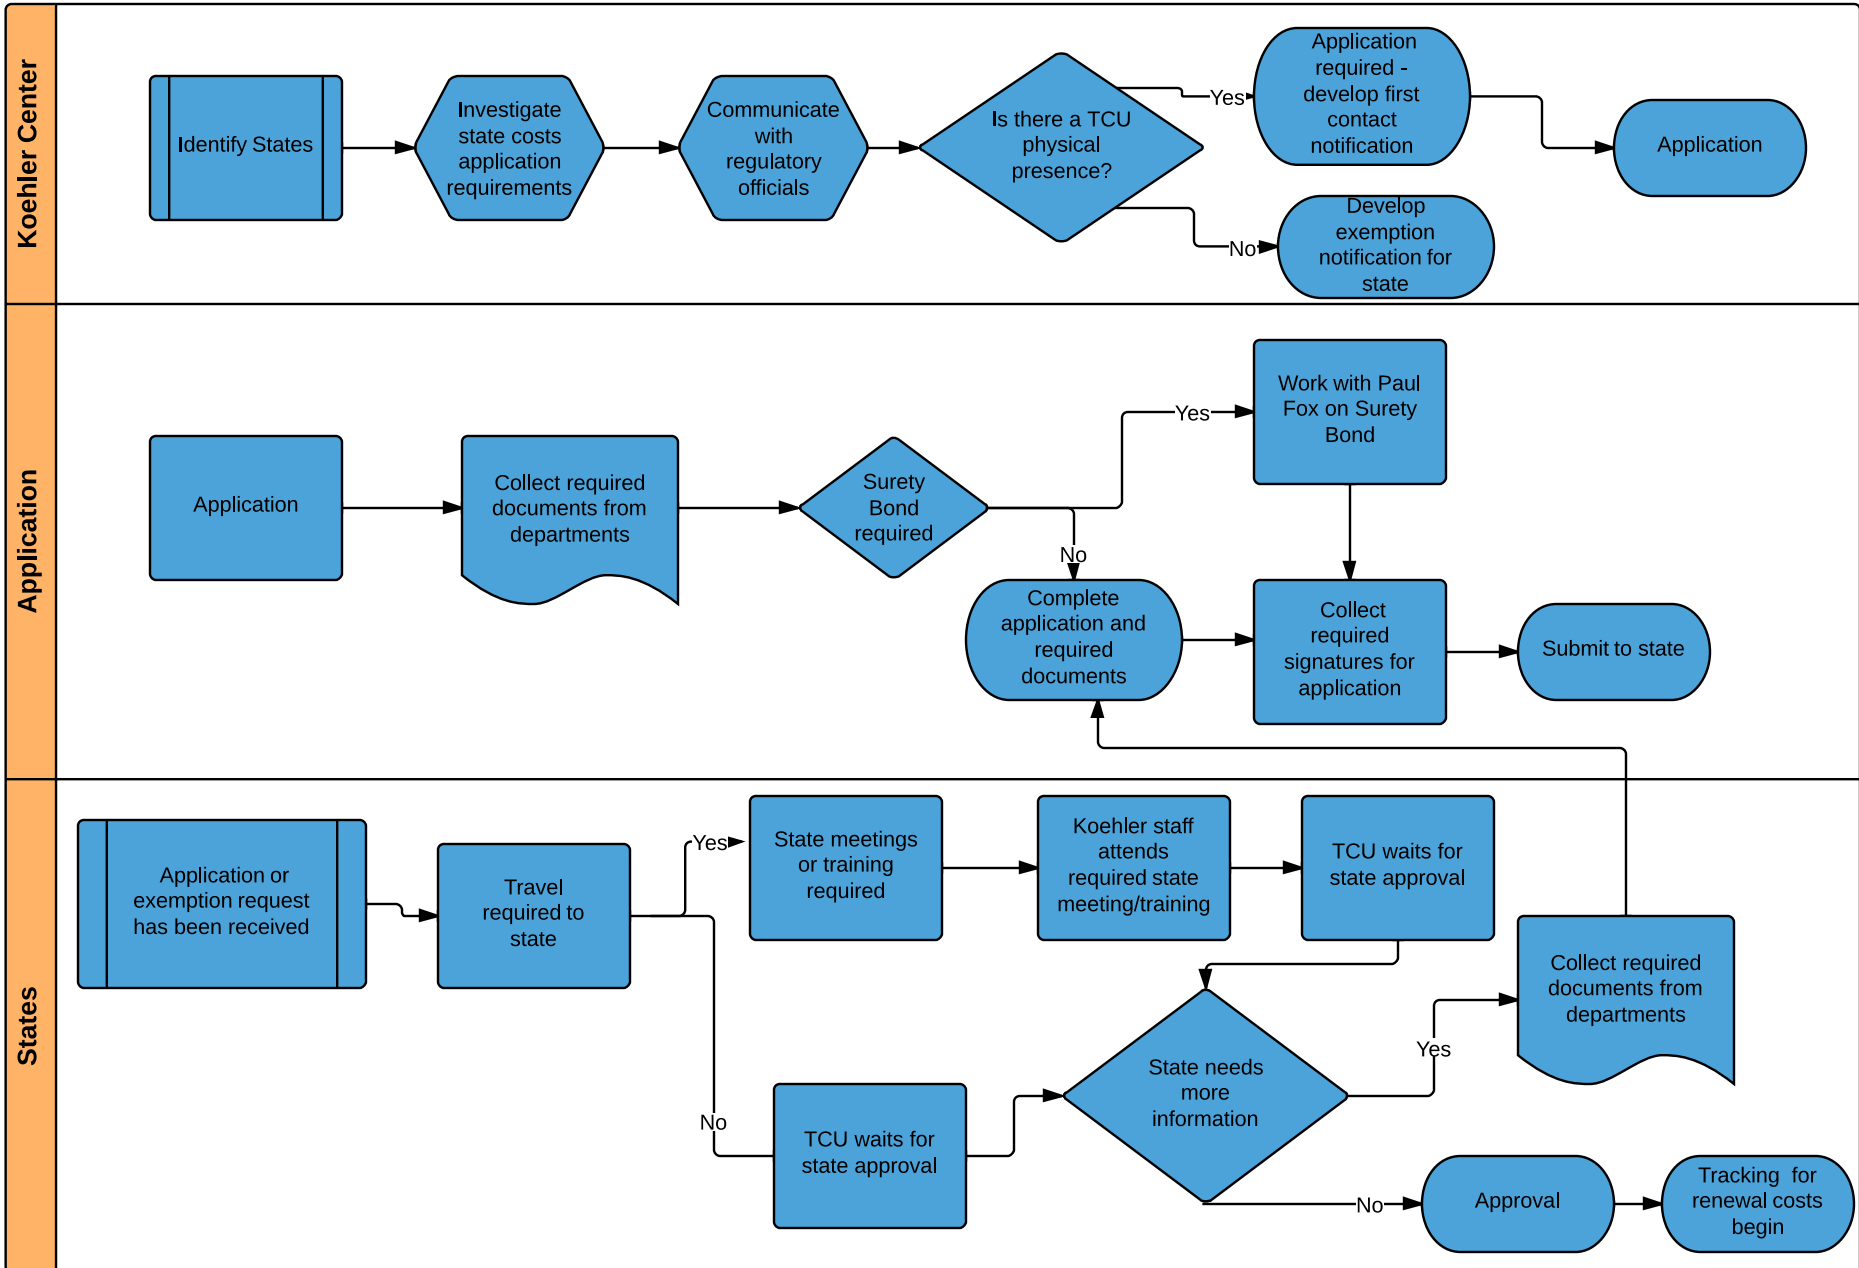 Koehler Center
Identify States
Investigate
state costs
application
requirements
Communicate
with
regulatory
officials
Is there a TCU
physical
presence?
Yes
Application
required -
develop first
contact
notification
Application
No
Develop
exemption
notification for
state
Application
Application
Collect required
documents from
departments
Surety
Bond
required
Yes
Work with Paul
Fox on Surety
Bond
No
Complete
application and
required
documents
Collect
required
signatures for
application
Submit to state
States
Application or
exemption request
has been received
Travel
required to
state
Yes
State meetings
or training
required
Koehler staff
attends
required state
meeting/training
TCU waits for
state approval
No
TCU waits for
state approval
State needs
more
information
Yes
Collect required
documents from
departments
No
Approval
Tracking for
renewal costs
begin